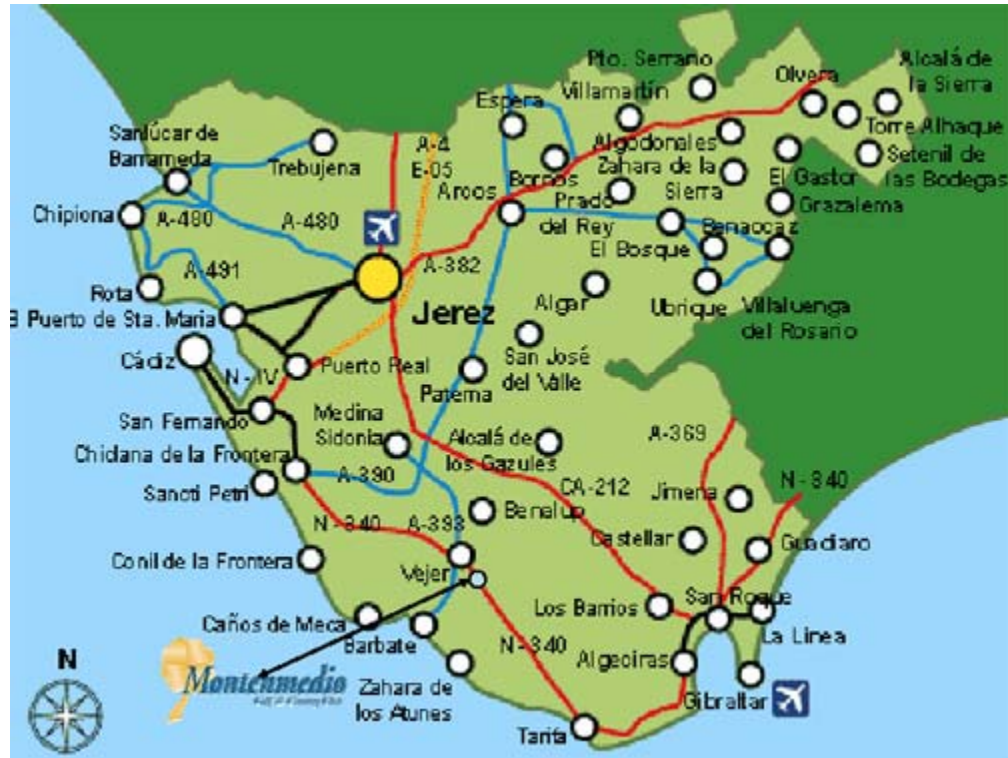 Pto. Serrano
Alcalá de
la Sierra
Olvera
Villamartín
Espera
Torre Alhaque
Algodonales
Setenil de
las Bodegas
Sanlúcar de
Barrameda
Trebujena
A-4
E-05
Bornos
Zahara de la
Sierra
El Gastor
Arcos
Prado
del Rey
Grazalema
Benaocaz
Chipiona
A-480
A-480
El Bosque
A-491
A-382
Rota
Jerez
Algar
Ubrique
Villaluenga
del Rosario
El Puerto de Sta. Maria
Cádiz
Puerto Real
San José
del Valle
N-IV
Paterna
San Fernando
Medina
Sidonia
Alcalá de
los Gazules
A-369
Chiclana de la Frontera
A-390
Sancti Petri
CA-212
Jimena
N-340
N-340
A-393
Benalup
Castellar
Guadiaro
Conil de la Frontera
Vejer
Los Barrios
San Roque
Caños de Meca
Barbate
N-340
La Linea
Algeciras
N
Montenmedio
Zahara de
los Atunes
Gibraltar
Tarifa